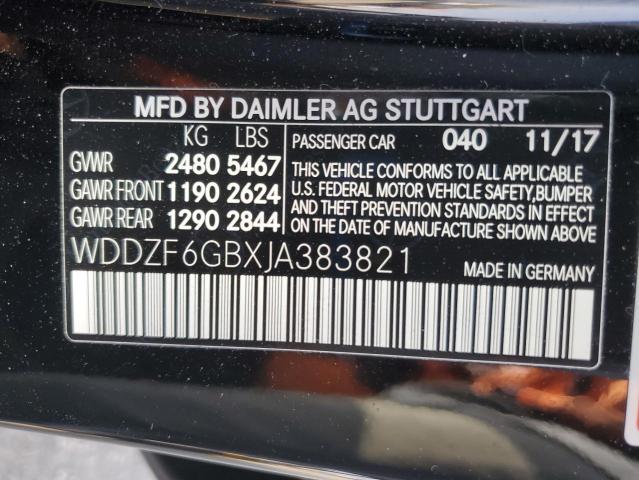 MFD BY DAIMLER AG STUTTGART
KG LBS
GVWR 2480 5467
GAWR FRONT 1190 2624
GAWR REAR 1290 2844
PASSENGER CAR 040 11/17
THIS VEHICLE CONFORMS TO ALL APPLICABLE
U.S. FEDERAL MOTOR VEHICLE SAFETY,BUMPER
AND THEFT PREVENTION STANDARDS IN EFFECT
ON THE DATE OF MANUFACTURE SHOWN ABOVE.
WDDZF6GBXJA383821
MADE IN GERMANY